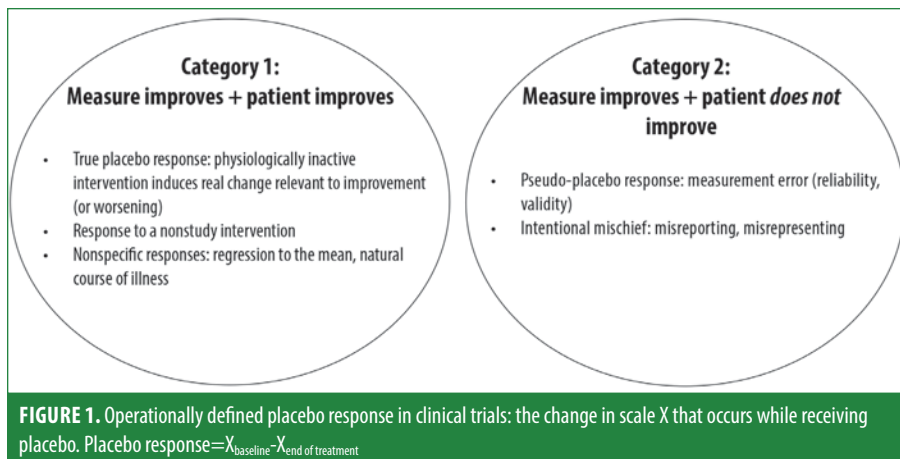 Category 1:
Measure improves + patient improves
• True placebo response: physiologically inactive
intervention induces real change relevant to improvement
(or worsening)
• Response to a nonstudy intervention
• Nonspecific responses: regression to the mean, natural
course of illness
Category 2:
Measure improves + patient does not
improve
• Pseudo-placebo response: measurement error (reliability,
validity)
• Intentional mischief: misreporting, misrepresenting
FIGURE 1. Operationally defined placebo response in clinical trials: the change in scale X that occurs while receiving
placebo. Placebo response=Xbaseline-Xend of treatment